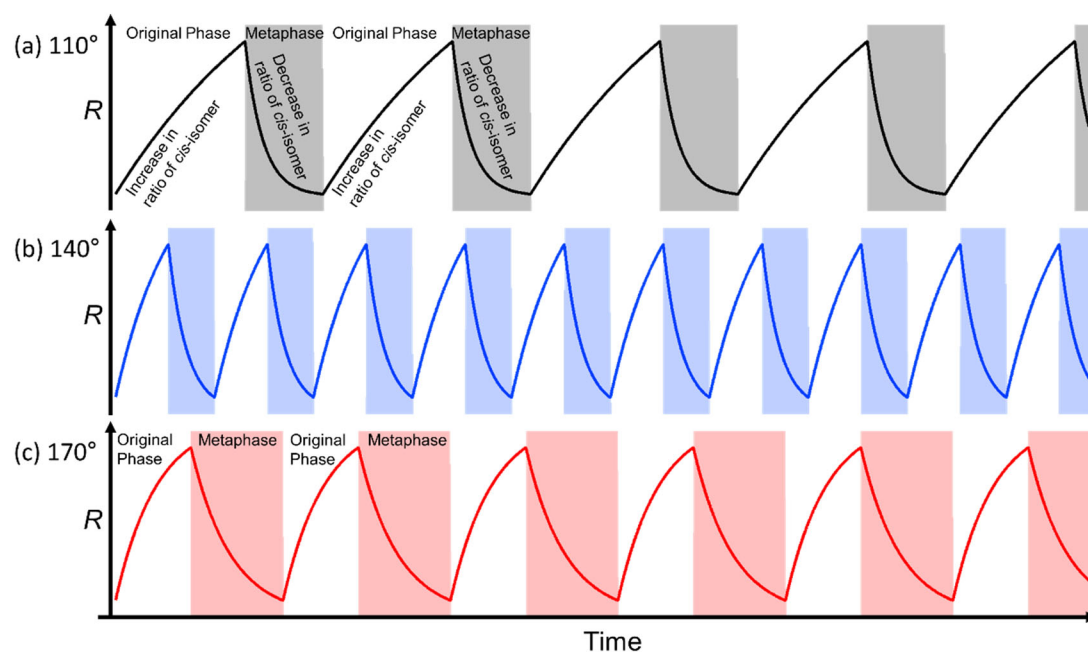 (a) 110°
Original Phase
Metaphase
Original Phase
Metaphase
Increase in
ratio of cis-isomer
Decrease in
ratio of cis-isomer
Increase in
ratio of cis-isomer
Decrease in
ratio of cis-isomer
R
(b) 140°
R
(c) 170°
Original
Phase
Metaphase
Original
Phase
Metaphase
R
Time